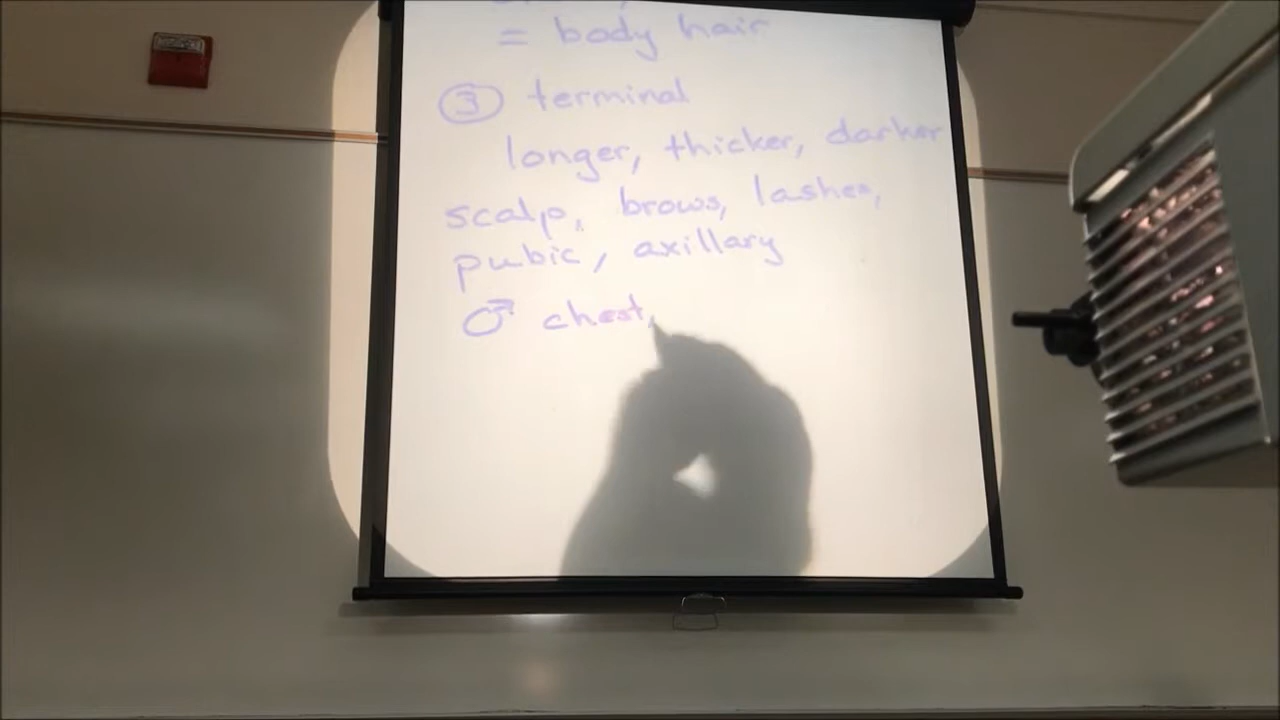 = body hair
③ terminal
longer, thicker, darker
scalp, brows, lashes,
pubic, axillary
♂ chest,